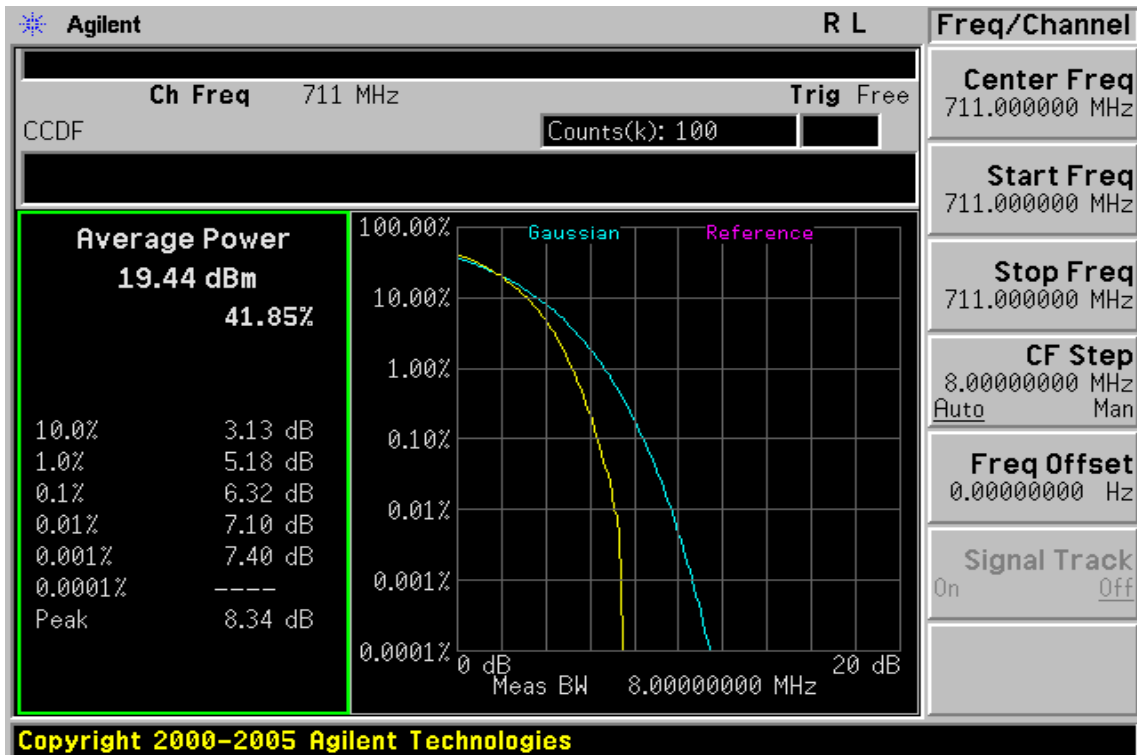 Agilent R L
Ch Freq 711 MHz Trig Free
CCDF Counts(k): 100
Average Power
19.44 dBm
41.85%
10.0% 3.13 dB
1.0% 5.18 dB
0.1% 6.32 dB
0.01% 7.10 dB
0.001% 7.40 dB
0.0001% ----
Peak 8.34 dB
Gaussian Reference
100.00%
10.00%
1.00%
0.10%
0.01%
0.001%
0.0001%
0 dB 20 dB
Meas BW 8.00000000 MHz
Freq/Channel
Center Freq
711.000000 MHz
Start Freq
711.000000 MHz
Stop Freq
711.000000 MHz
CF Step
8.00000000 MHz
Auto Man
Freq Offset
0.00000000 Hz
Signal Track
On Off
Copyright 2000-2005 Agilent Technologies